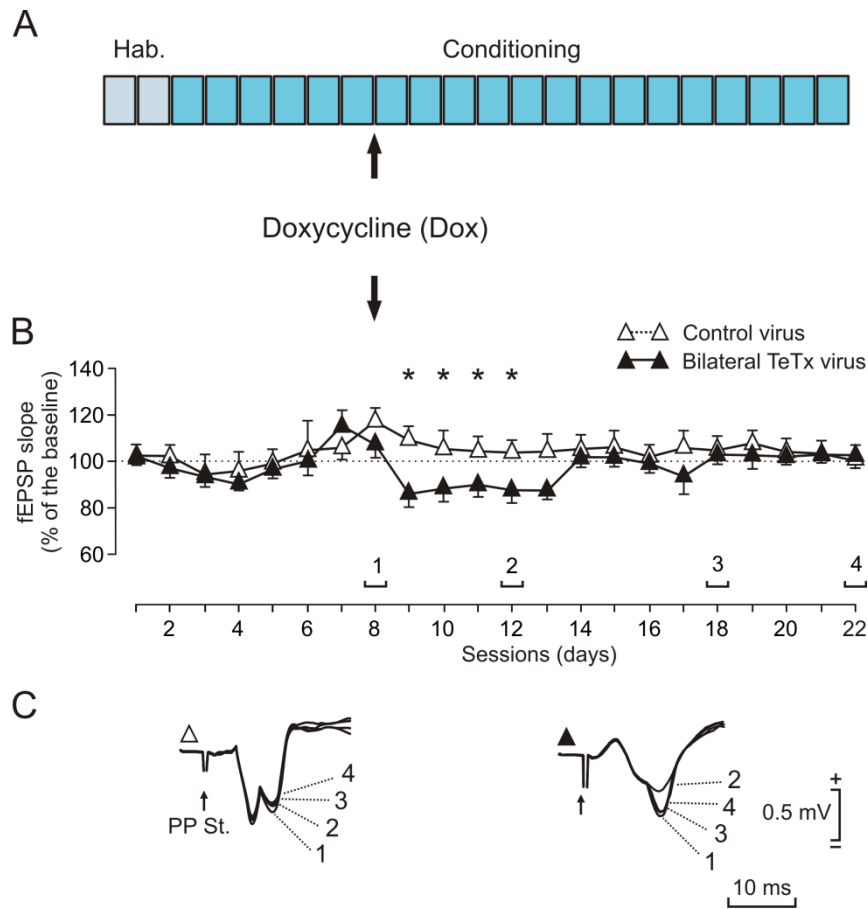 A
Hab. Conditioning
Doxycycline (Dox)
B
Control virus
Bilateral TeTx virus
fEPSP slope
(% of the baseline)
140
120
100
80
60
* * * *
1 2 3 4
2 4 6 8 10 12 14 16 18 20 22
Sessions (days)
C
PP St.
4
3
2
1
2
4
3
1
+
0.5 mV
=
10 ms